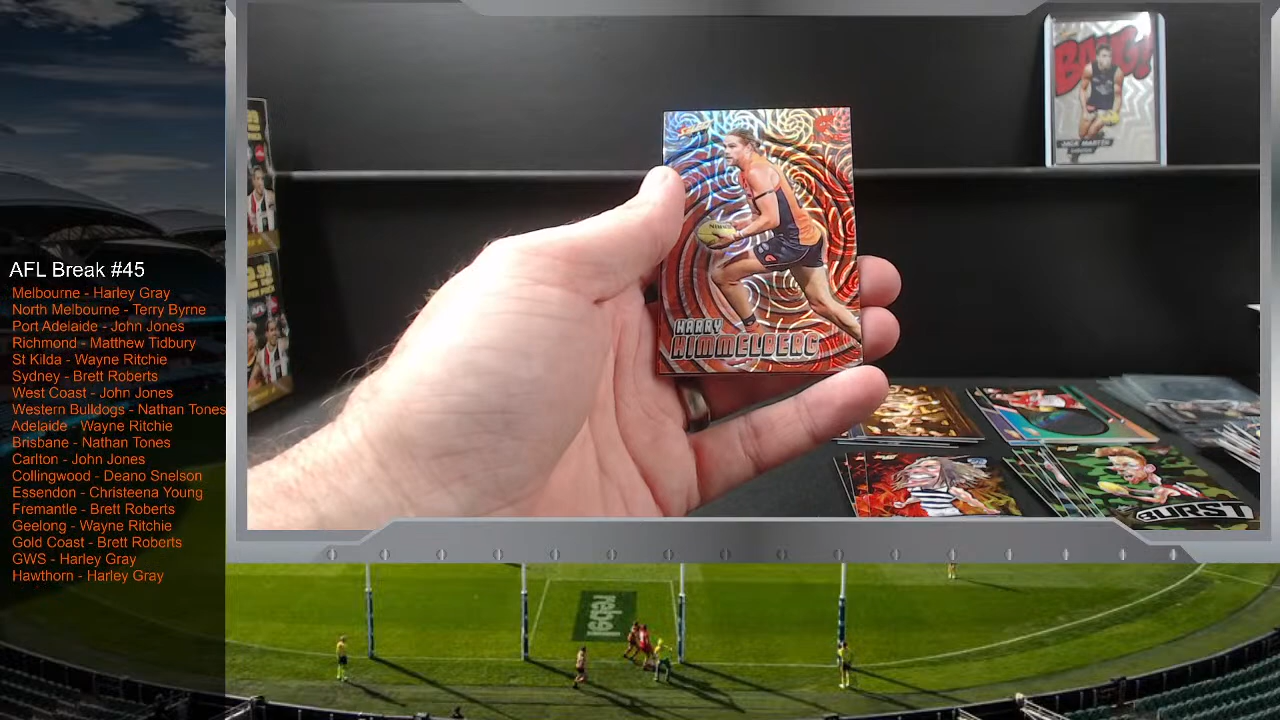 AFL Break #45
Melbourne - Harley Gray
North Melbourne - Terry Byrne
Port Adelaide - John Jones
Richmond - Matthew Tidbury
St Kilda - Wayne Ritchie
Sydney - Brett Roberts
West Coast - John Jones
Western Bulldogs - Nathan Tones
Adelaide - Wayne Ritchie
Brisbane - Nathan Tones
Carlton - John Jones
Collingwood - Deano Snelson
Essendon - Christeena Young
Fremantle - Brett Roberts
Geelong - Wayne Ritchie
Gold Coast - Brett Roberts
GWS - Harley Gray
Hawthorn - Harley Gray
HARRY
HIMMELBERG
BANG!
JACK MARTIN
BURST
rebel